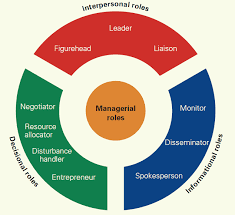 Interpersonal roles
Leader
Figurehead
Liaison
Managerial
roles
Negotiator
Resource
allocator
Disturbance
handler
Entrepreneur
Decisional roles
Monitor
Disseminator
Spokesperson
Informational roles